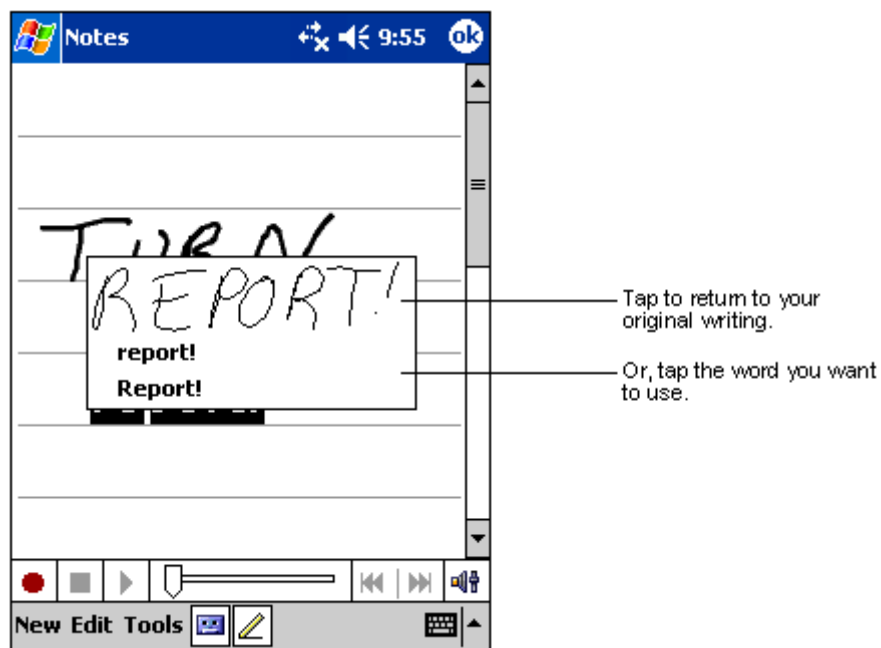 Notes 9:55 ok
TURN
REPORT!
report!
Report!
Tap to return to your
original writing.
Or, tap the word you want
to use.
New Edit Tools